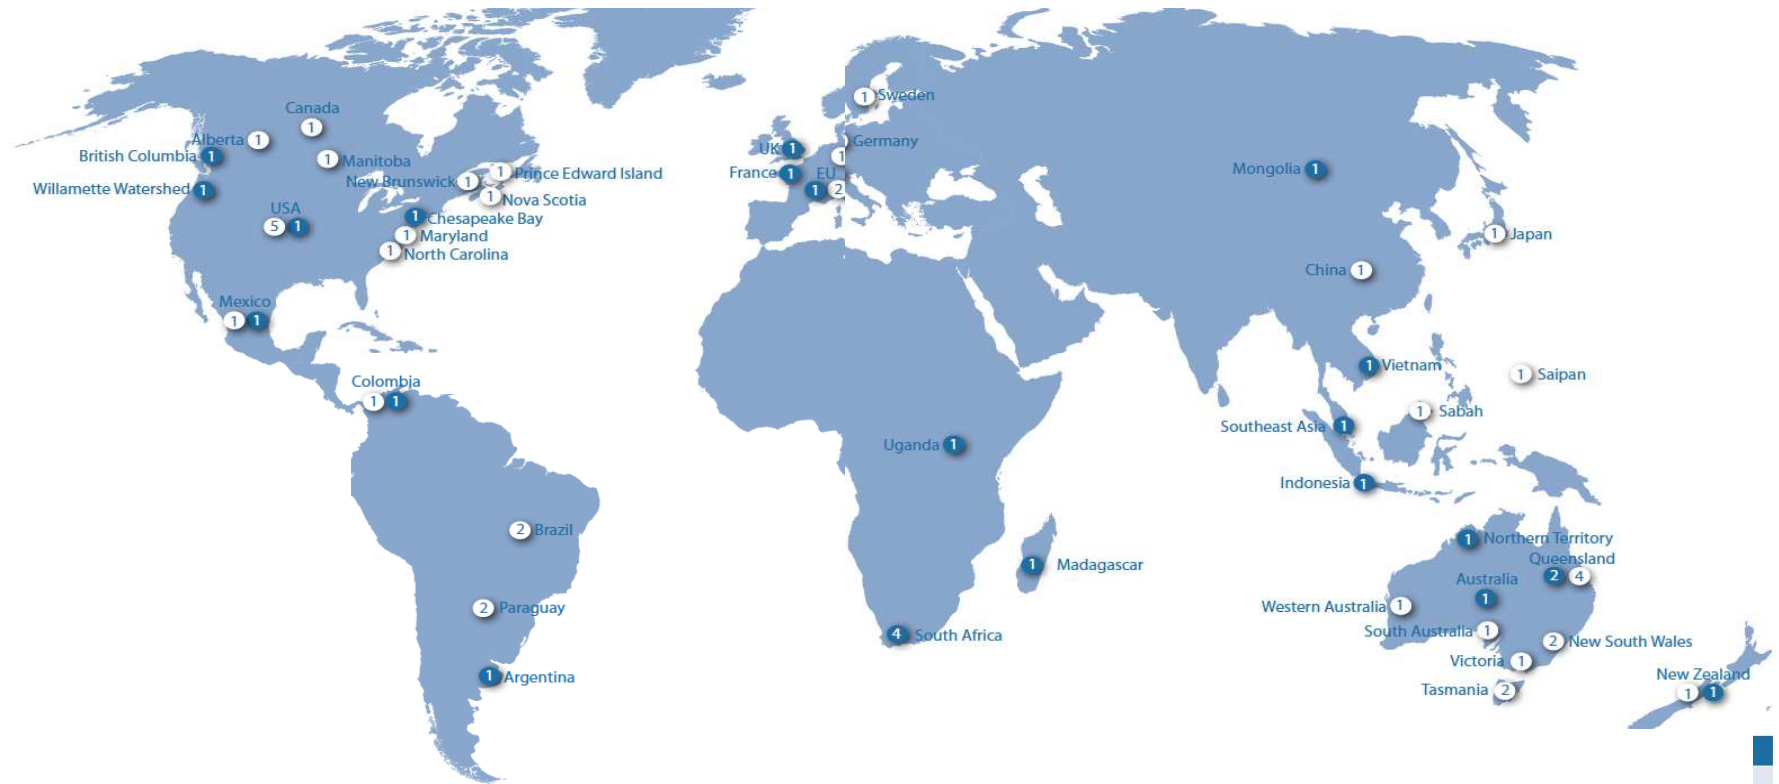 Canada
1
Alberta 1
British Columbia 1
Manitoba 1
Willamette Watershed 1
New Brunswick 1
1 Prince Edward Island
1 Nova Scotia
USA
5 1
1 Chesapeake Bay
1 Maryland
1 North Carolina
Mexico
1 1
Colombia
1 1
2 Brazil
2 Paraguay
1 Argentina
1 Sweden
UK 1
Germany
1
France 1
EU
1 2
Uganda 1
1 Madagascar
4 South Africa
Mongolia 1
1 Japan
China 1
1 Vietnam
1 Saipan
1 Sabah
Southeast Asia 1
Indonesia 1
1 Northern Territory
Queensland
2 4
Australia
1
Western Australia 1
South Australia 1
2 New South Wales
Victoria 1
Tasmania 2
New Zealand
1 1